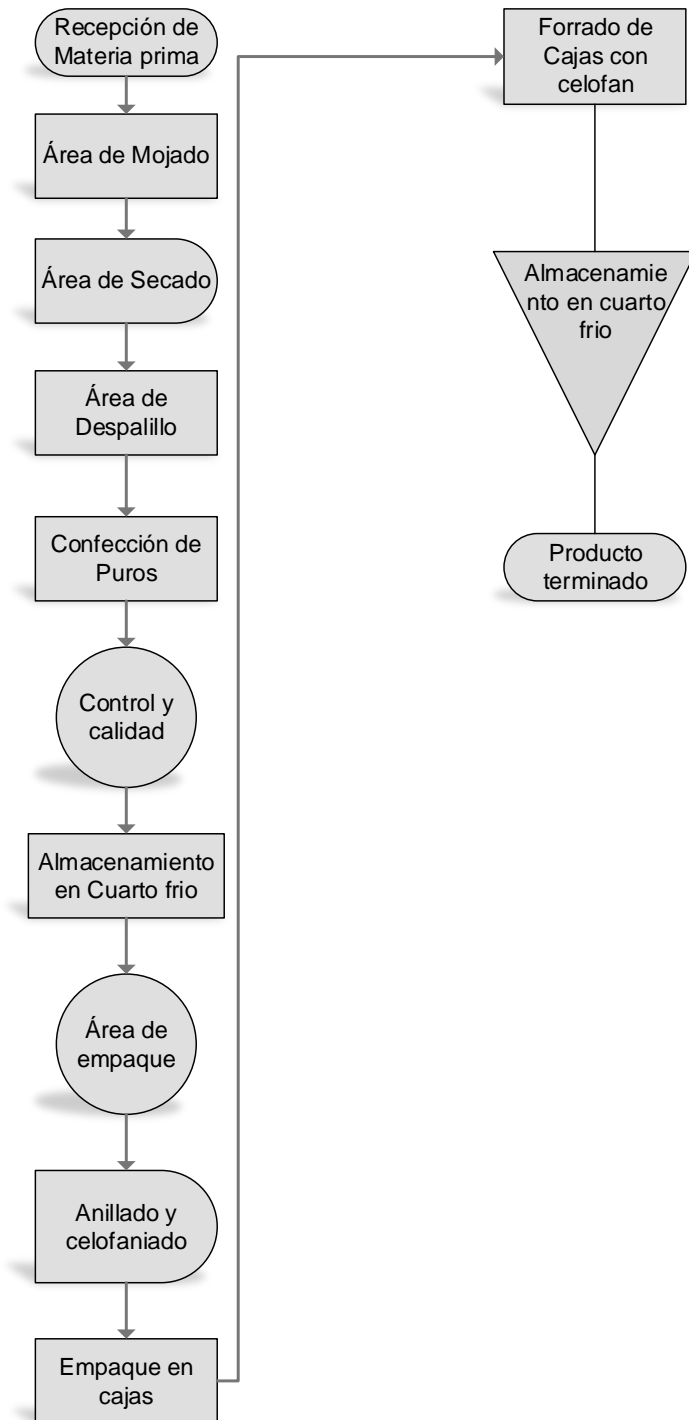 Recepción de
Materia prima
Área de Mojado
Área de Secado
Área de
Despalillo
Confección de
Puros
Control y
calidad
Almacenamiento
en Cuarto frio
Área de
empaque
Anillado y
celofaniado
Empaque en
cajas
Forrado de
Cajas con
celofan
Almacenamie
nto en cuarto
frio
Producto
terminado